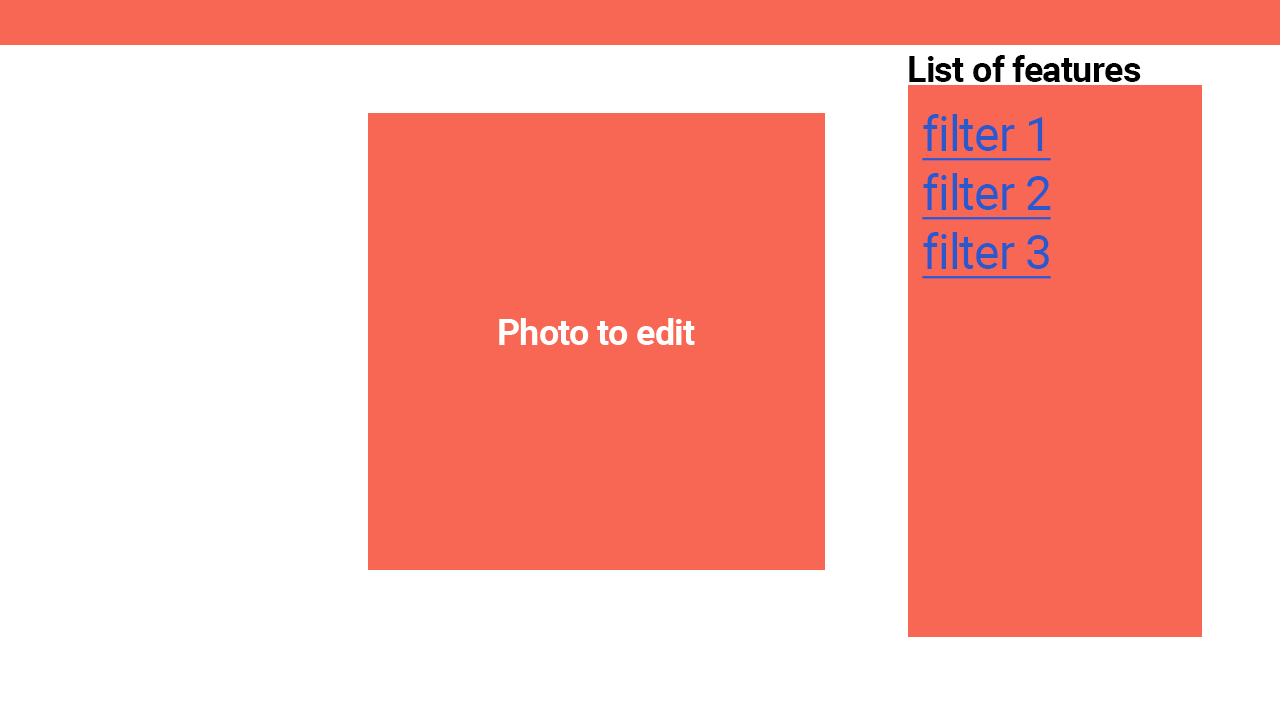 List of features
filter 1
filter 2
filter 3
Photo to edit